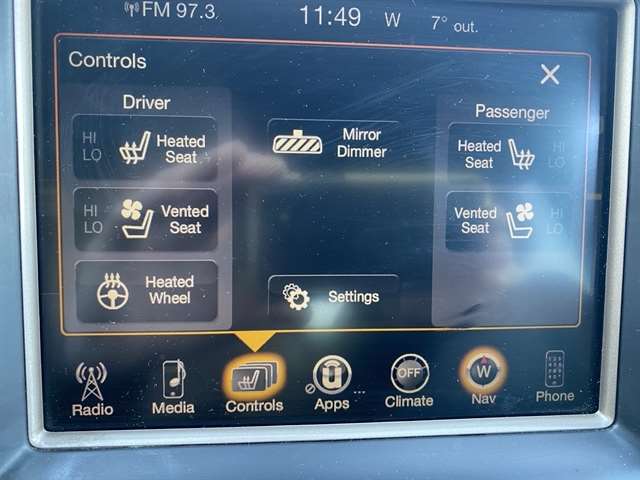 FM 97.3 11:49 W 7° out.
Controls
Driver
Passenger
HI
LO
Heated
Seat
Mirror
Dimmer
Heated
Seat
HI
LO
HI
LO
Vented
Seat
Vented
Seat
HI
LO
Heated
Wheel
Settings
OFF
W
Radio Media Controls Apps ... Climate Nav Phone